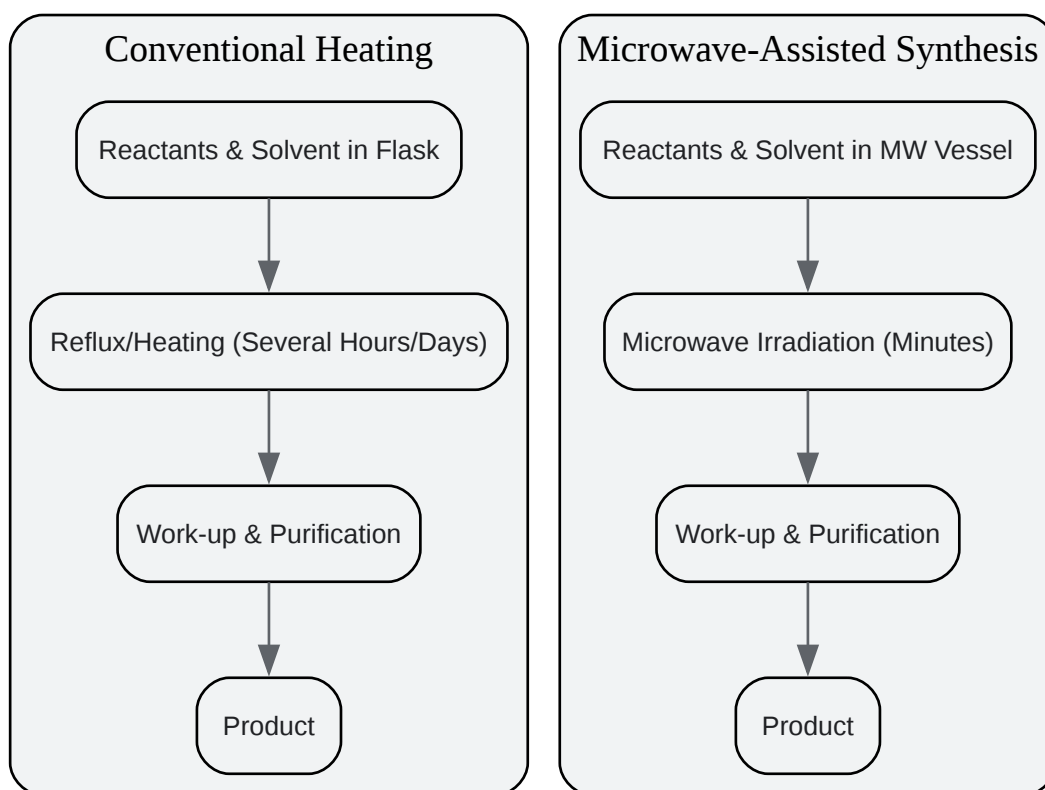 Conventional Heating
Reactants & Solvent in Flask
Reflux/Heating (Several Hours/Days)
Work-up & Purification
Product
Microwave-Assisted Synthesis
Reactants & Solvent in MW Vessel
Microwave Irradiation (Minutes)
Work-up & Purification
Product